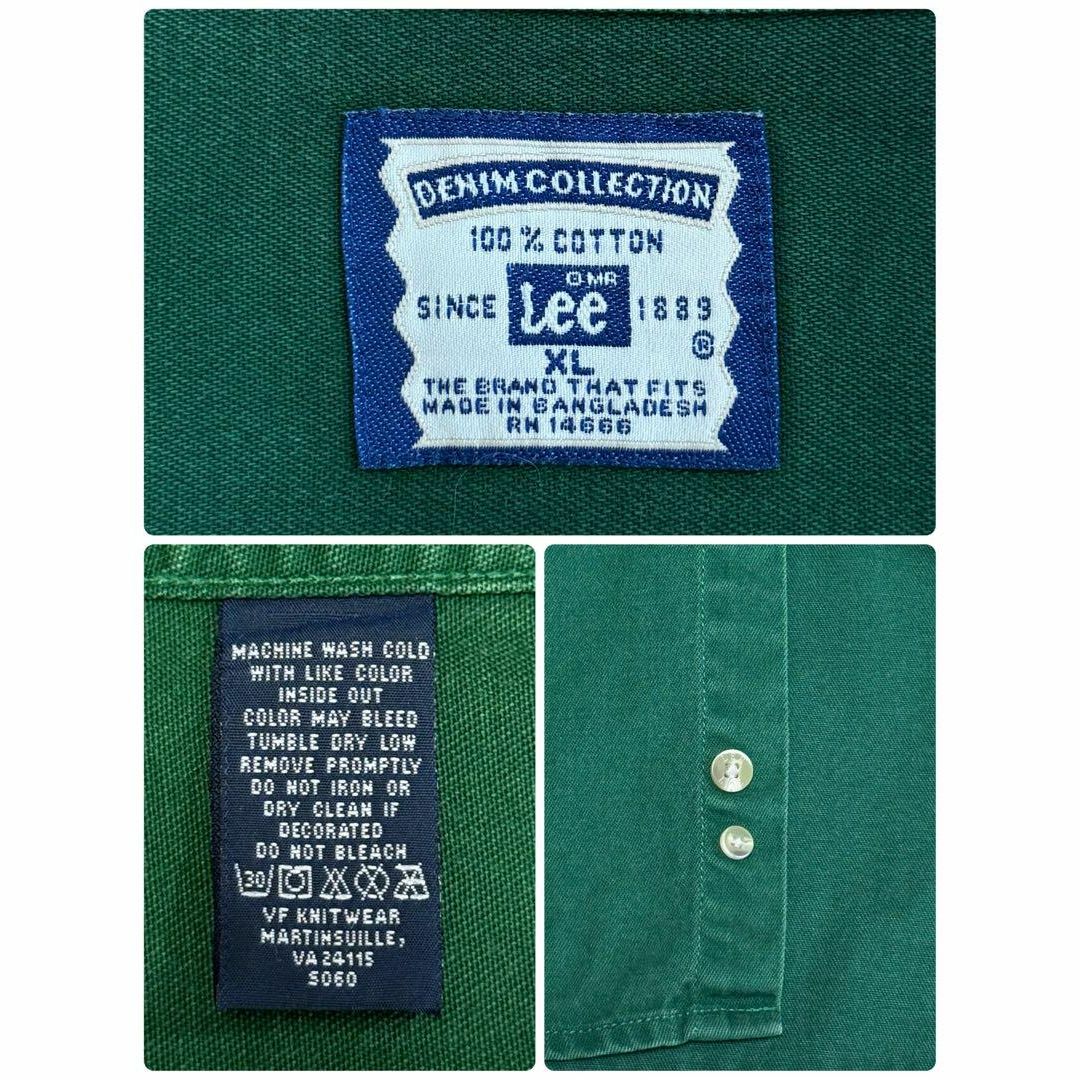 DENIM COLLECTION
100 % COTTON
O.MR
SINCE Lee 1889
®
XL
THE BRAND THAT FITS
MADE IN BANGLADESH
RN 14666
MACHINE WASH COLD
WITH LIKE COLOR
INSIDE OUT
COLOR MAY BLEED
TUMBLE DRY LOW
REMOVE PROMPTLY
DO NOT IRON OR
DRY CLEAN IF
DECORATED
DO NOT BLEACH
30
VF KNITWEAR
MARTINSVILLE,
VA 24115
S060